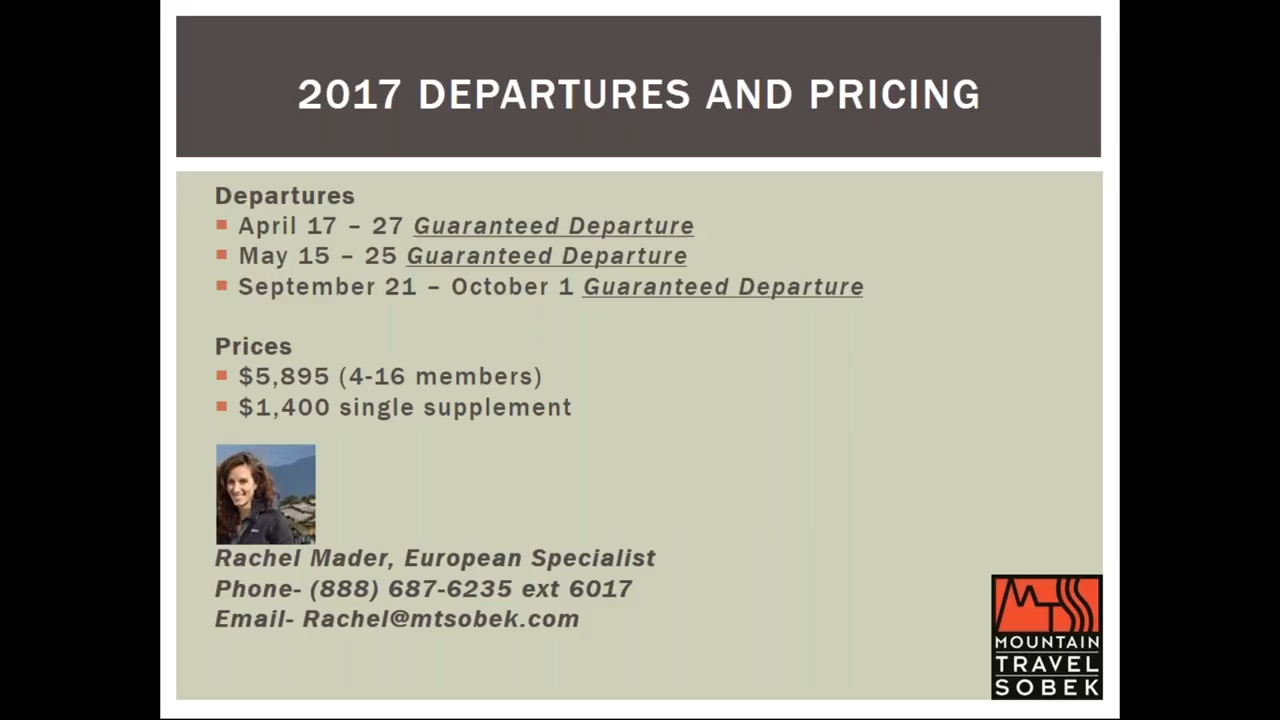 2017 DEPARTURES AND PRICING
Departures
April 17 – 27 Guaranteed Departure
May 15 – 25 Guaranteed Departure
September 21 – October 1 Guaranteed Departure
Prices
$5,895 (4-16 members)
$1,400 single supplement
Rachel Mader, European Specialist
Phone- (888) 687-6235 ext 6017
Email- Rachel@mtsobek.com
MTS
MOUNTAIN
TRAVEL
SOBEK